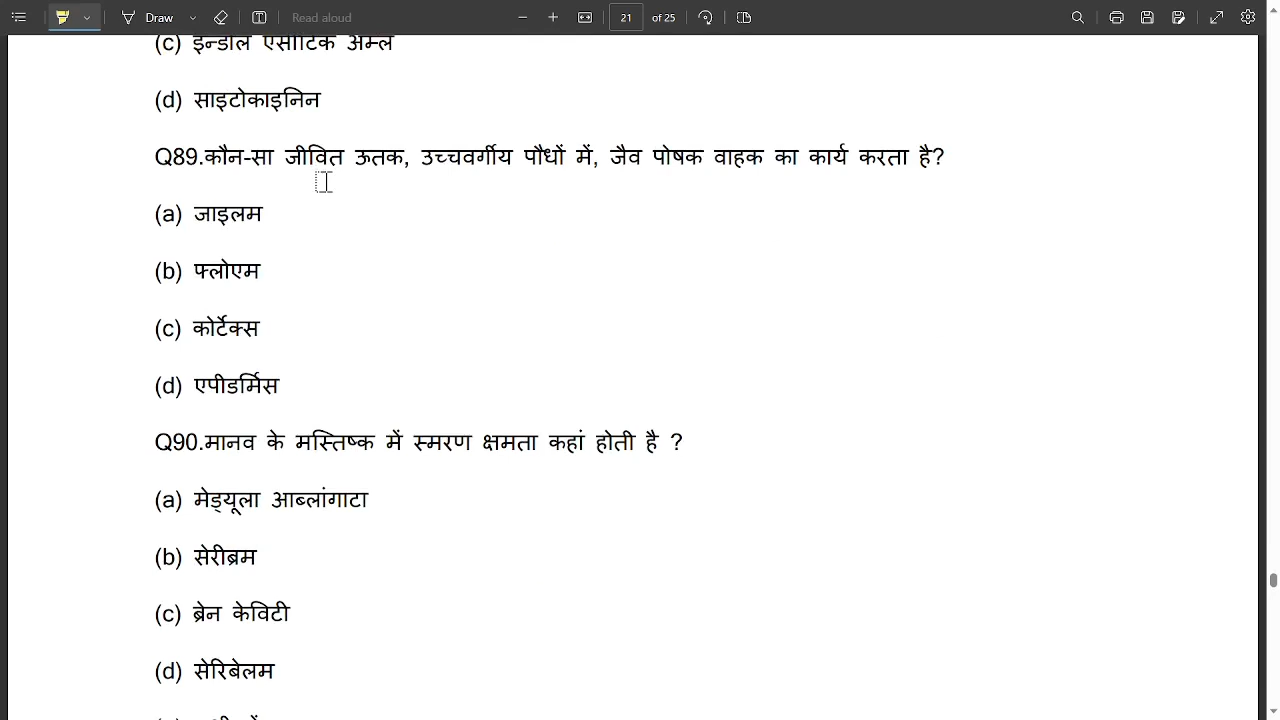 Draw
Read aloud
21 of 25
(c) इन्डोल एसीटिक अम्ल
(d) साइटोकाइनिन
Q89.कौन-सा जीवित ऊतक, उच्चवर्गीय पौधों में, जैव पोषक वाहक का कार्य करता है?
(a) जाइलम
(b) फ्लोएम
(c) कोर्टेक्स
(d) एपीडर्मिस
Q90.मानव के मस्तिष्क में स्मरण क्षमता कहां होती है ?
(a) मेड्यूला आब्लांगाटा
(b) सेरीब्रम
(c) ब्रेन केविटी
(d) सेरिबेलम